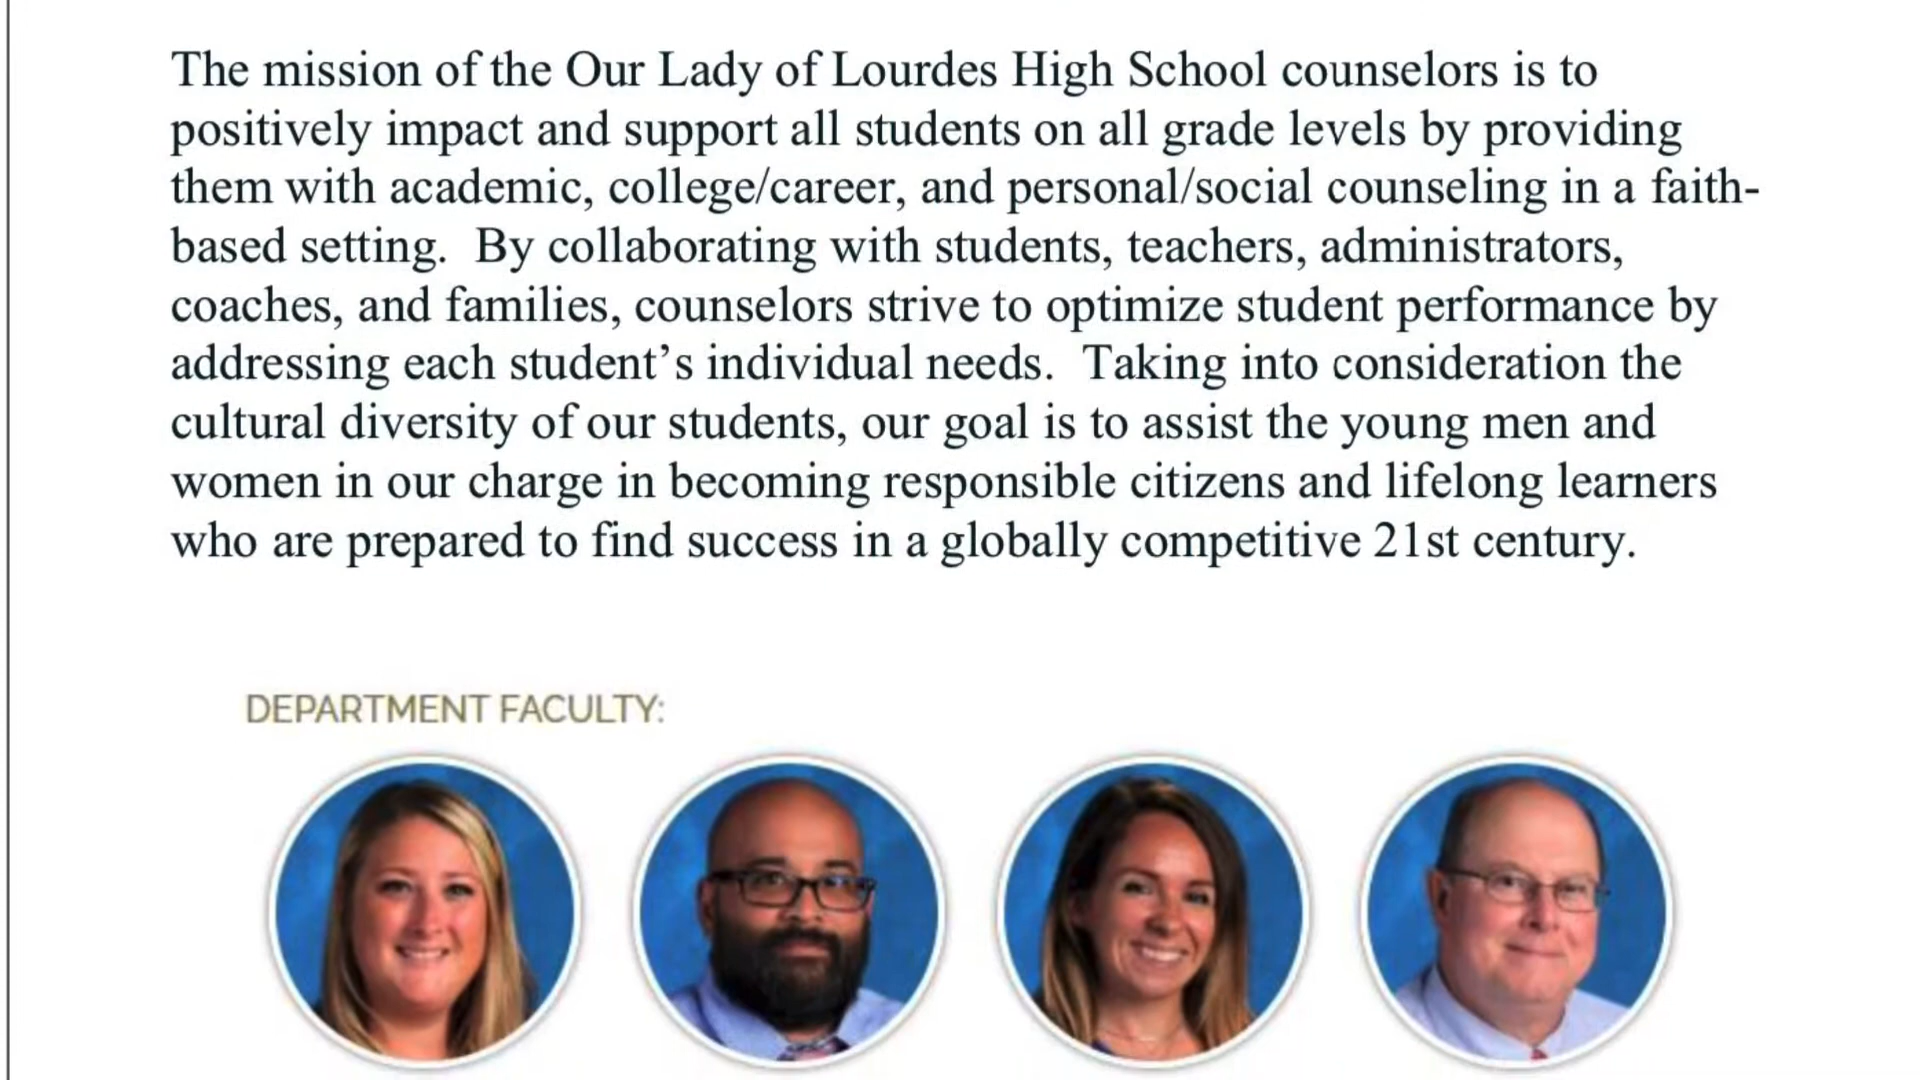 The mission of the Our Lady of Lourdes High School counselors is to
positively impact and support all students on all grade levels by providing
them with academic, college/career, and personal/social counseling in a faith-
based setting.  By collaborating with students, teachers, administrators,
coaches, and families, counselors strive to optimize student performance by
addressing each student’s individual needs.  Taking into consideration the
cultural diversity of our students, our goal is to assist the young men and
women in our charge in becoming responsible citizens and lifelong learners
who are prepared to find success in a globally competitive 21st century.
DEPARTMENT FACULTY: